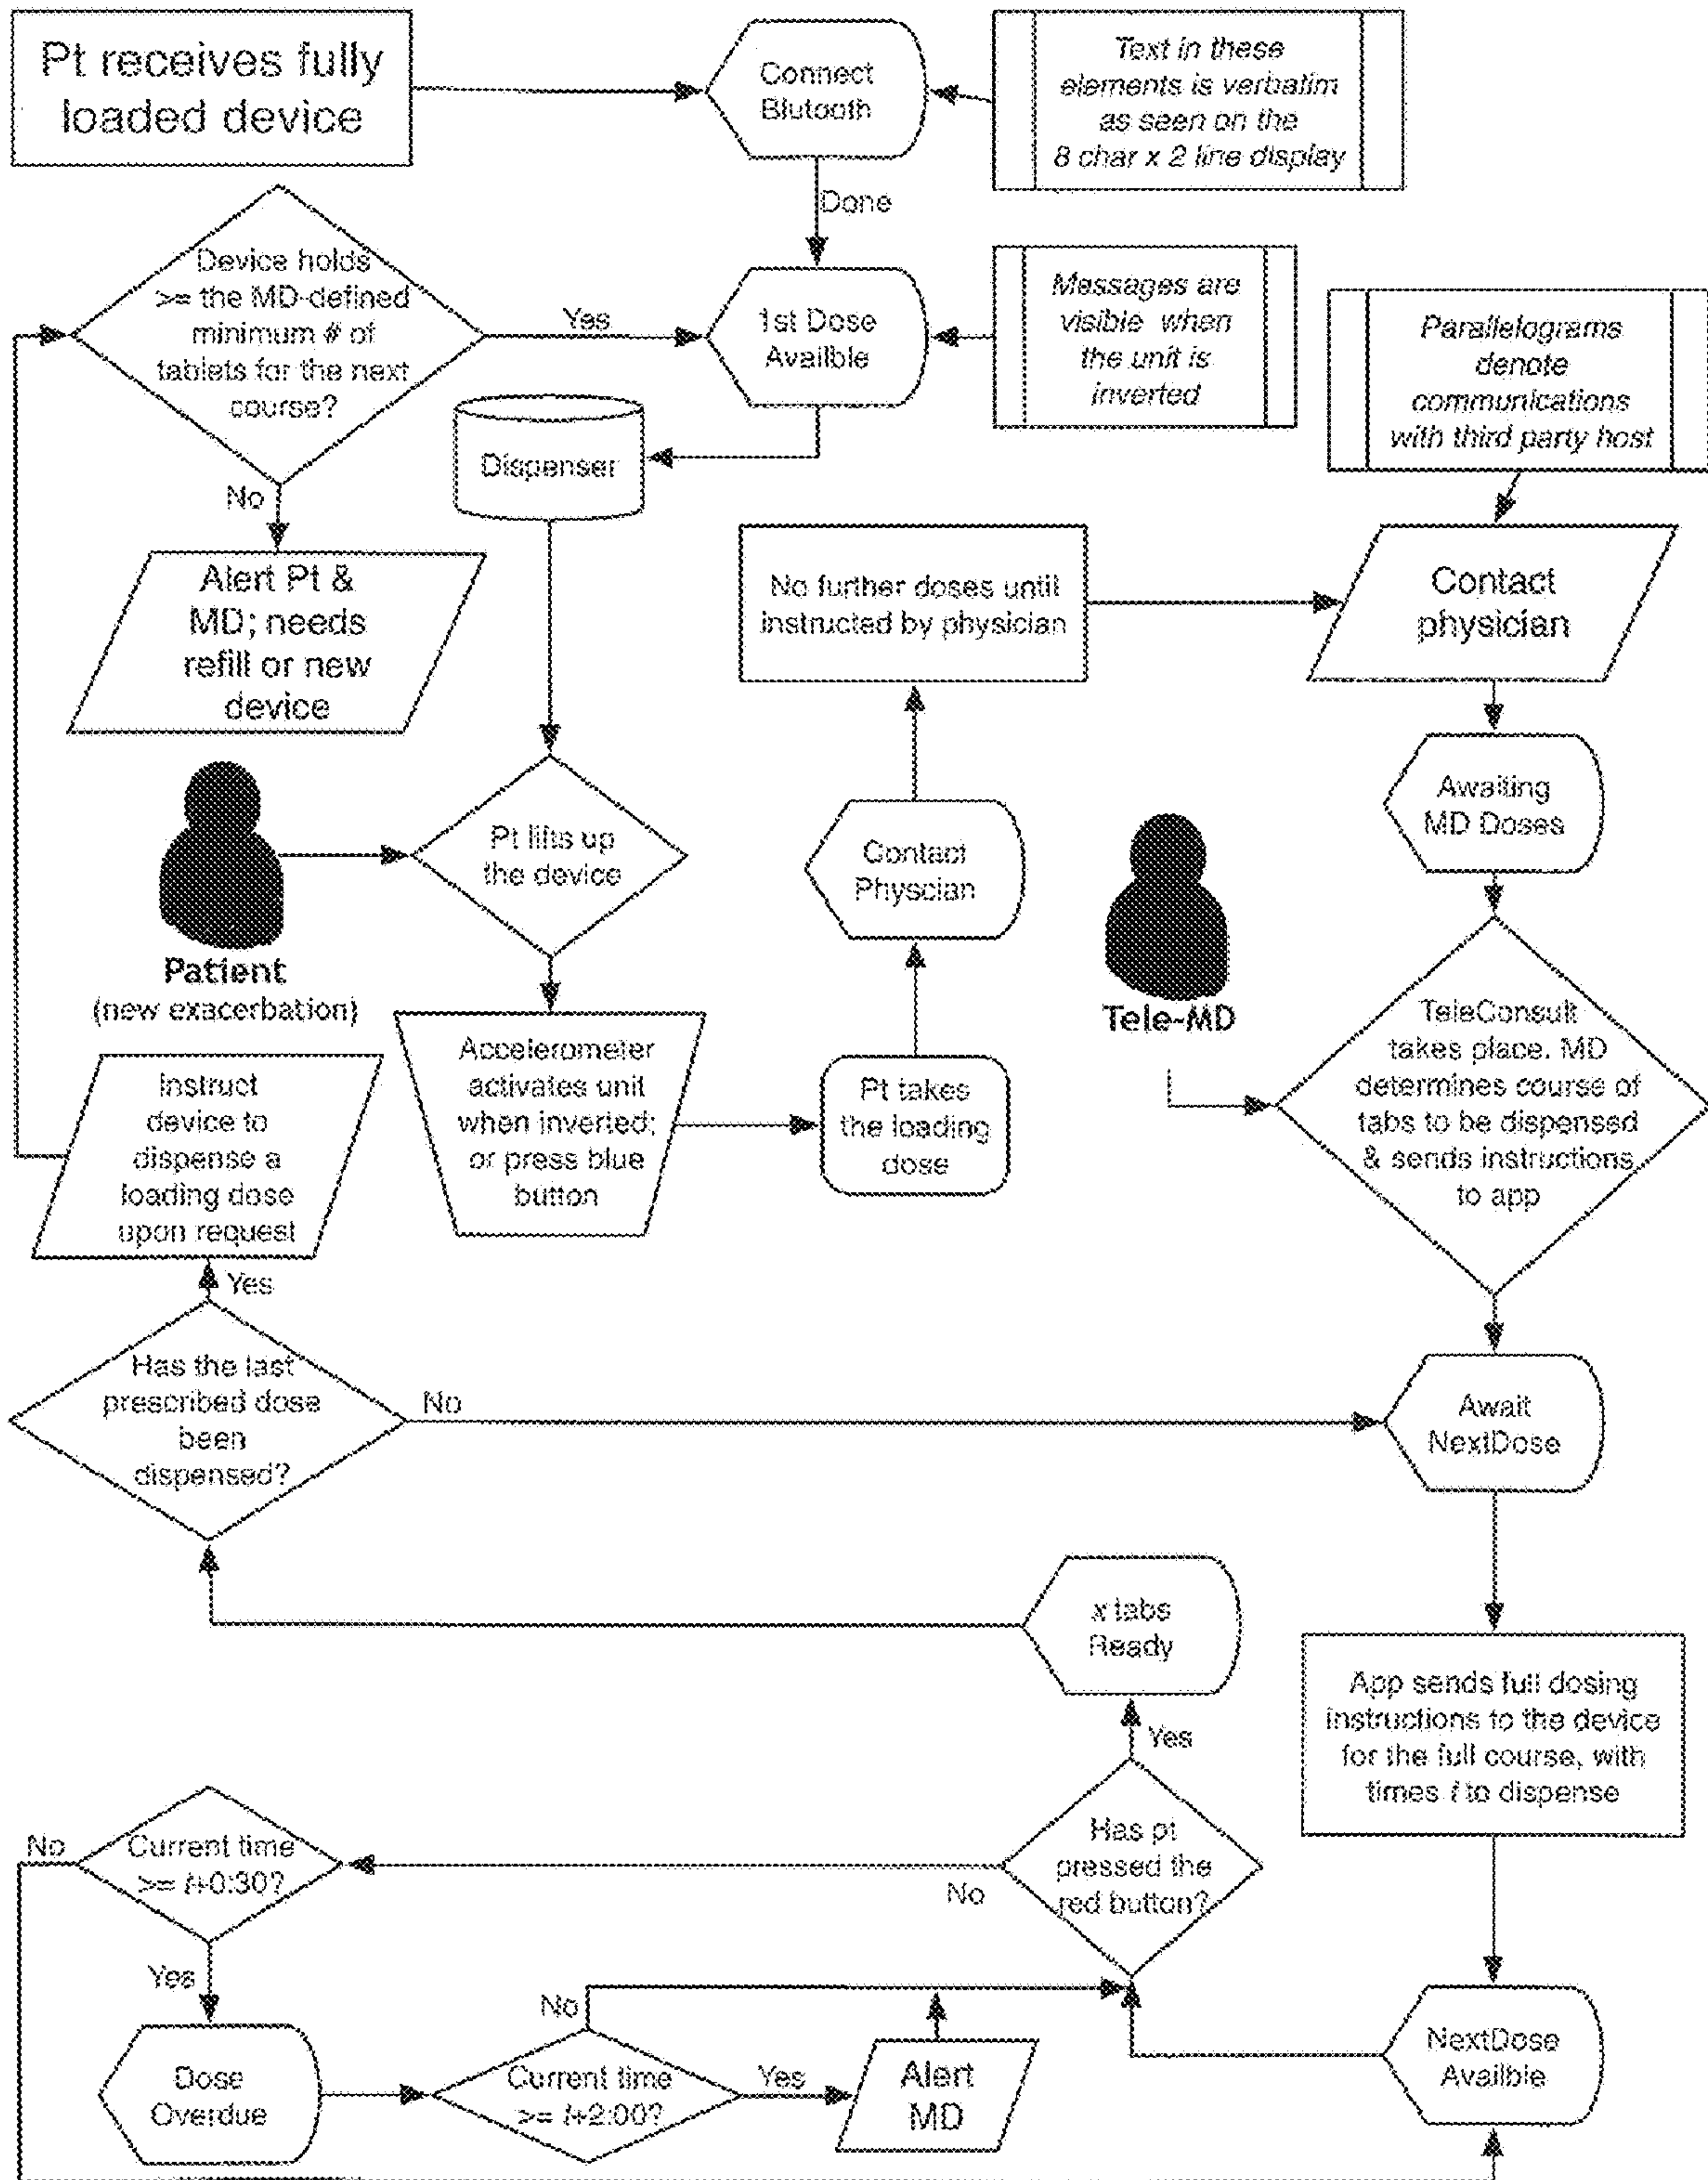 Pt receives fully
loaded device
Connect
Blutooth
Text in these
elements is verbatim
as seen on the
8 char x 2 line display
Done
Device holds
>= the MD-defined
minimum # of
tablets for the next
course?
Yes
1st Dose
Availble
Messages are
visible when
the unit is
inverted
Parallelograms
denote
communications
with third party host
Dispenser
No
Alert Pt &
MD; needs
refill or new
device
No further doses until
instructed by physician
Contact
physician
Awaiting
MD Doses
Pt lifts up
the device
Contact
Physcian
Patient
(new exacerbation)
Tele-MD
TeleConsult
takes place. MD
determines course of
tabs to be dispensed
& sends instructions
to app
Accelerometer
activates unit
when inverted;
or press blue
button
Pt takes
the loading
dose
Instruct
device to
dispense a
loading dose
upon request
Yes
Has the last
prescribed dose
been
dispensed?
No
Await
NextDose
x tabs
Ready
App sends full dosing
instructions to the device
for the full course, with
times t to dispense
Yes
Has pt
pressed the
red button?
No
Current time
>= t+0:30?
No
Yes
Dose
Overdue
No
Current time
>= t+2:00?
Yes
Alert
MD
NextDose
Availble